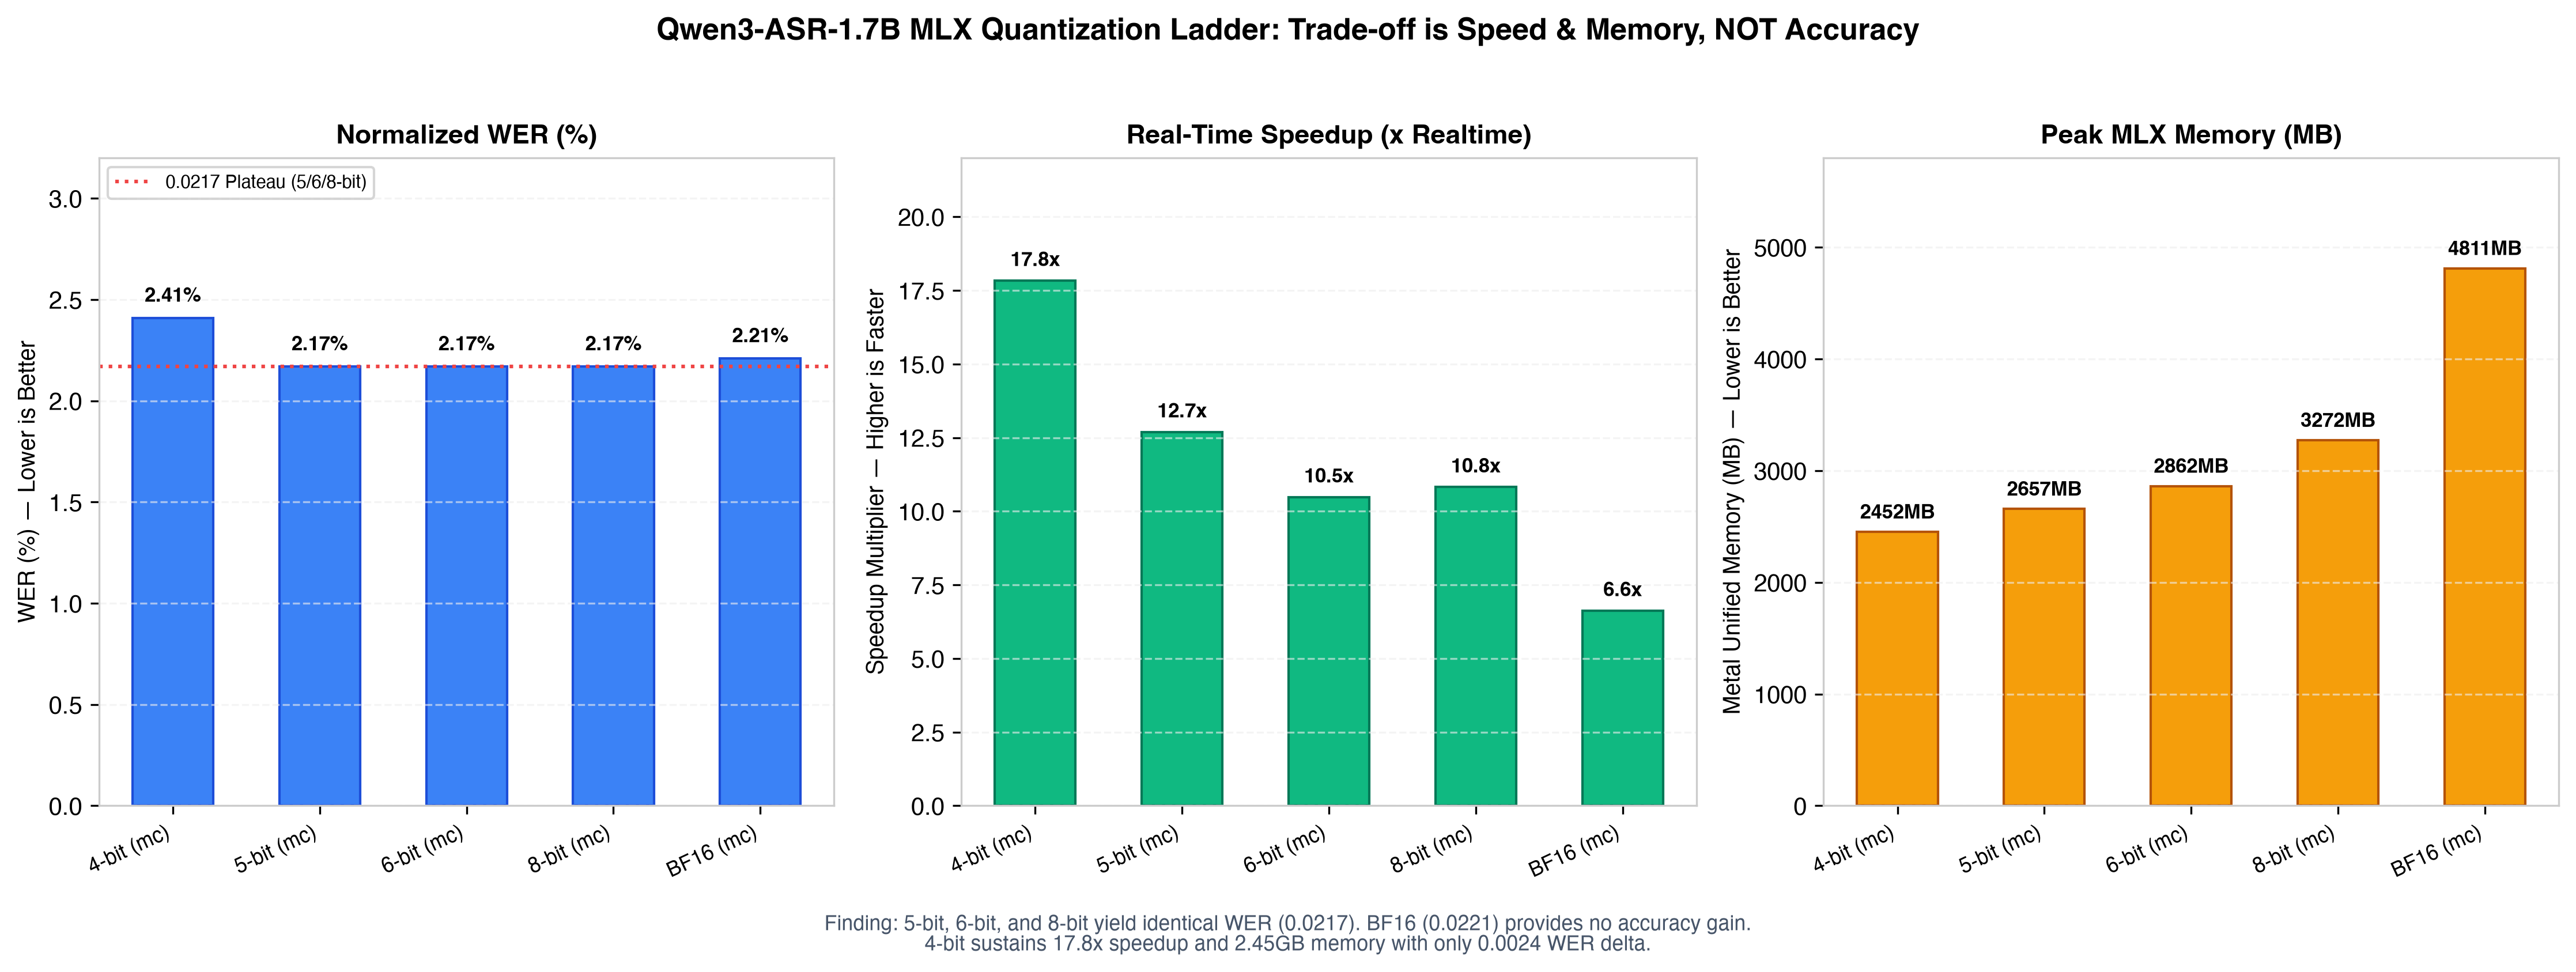 Qwen3-ASR-1.7B MLX Quantization Ladder: Trade-off is Speed & Memory, NOT Accuracy
Normalized WER (%)
WER (%) — Lower is Better
3.0
2.5
2.0
1.5
1.0
0.5
0.0
0.0217 Plateau (5/6/8-bit)
2.41%
2.17%
2.17%
2.17%
2.21%
4-bit (mc)
5-bit (mc)
6-bit (mc)
8-bit (mc)
BF16 (mc)
Real-Time Speedup (x Realtime)
Speedup Multiplier — Higher is Faster
20.0
17.5
15.0
12.5
10.0
7.5
5.0
2.5
0.0
17.8x
12.7x
10.5x
10.8x
6.6x
4-bit (mc)
5-bit (mc)
6-bit (mc)
8-bit (mc)
BF16 (mc)
Peak MLX Memory (MB)
Metal Unified Memory (MB) — Lower is Better
5000
4000
3000
2000
1000
0
2452MB
2657MB
2862MB
3272MB
4811MB
4-bit (mc)
5-bit (mc)
6-bit (mc)
8-bit (mc)
BF16 (mc)
Finding: 5-bit, 6-bit, and 8-bit yield identical WER (0.0217). BF16 (0.0221) provides no accuracy gain.
4-bit sustains 17.8x speedup and 2.45GB memory with only 0.0024 WER delta.